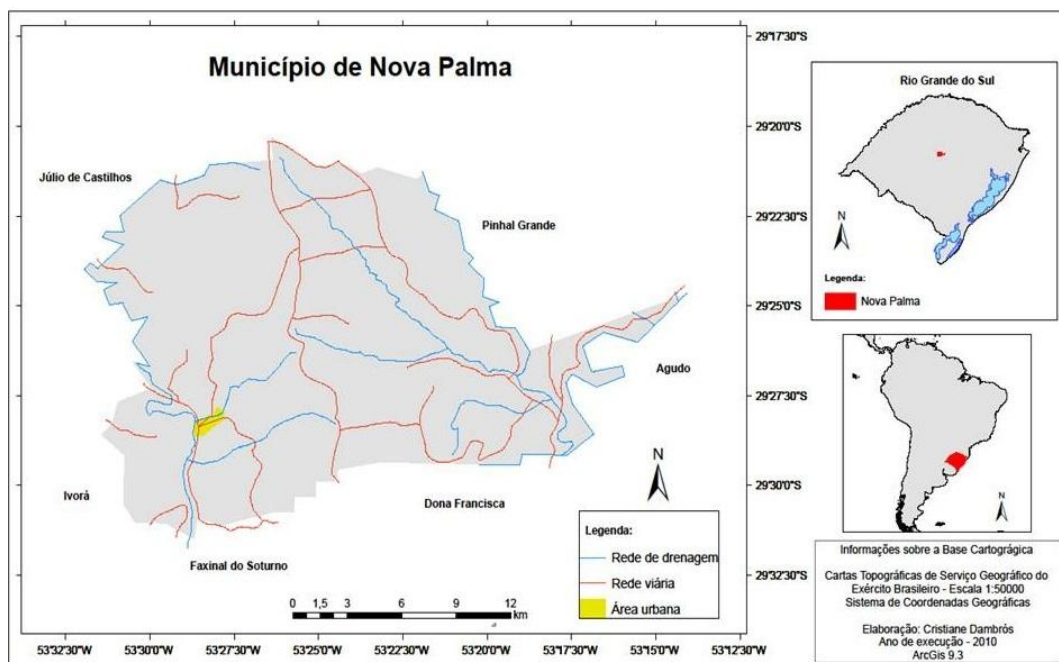 Município de Nova Palma
Júlio de Castilhos
Pinhal Grande
Agudo
Ivorá
Dona Francisca
Faxinal do Soturno
N
Legenda:
Rede de drenagem
Rede viária
Área urbana
0 1,5 3 6 9 12
km
29°17'30"S
29°20'0"S
29°22'30"S
29°25'0"S
29°27'30"S
29°30'0"S
29°32'30"S
53°32'30"W 53°30'0"W 53°27'30"W 53°25'0"W 53°22'30"W 53°20'0"W 53°17'30"W 53°15'0"W 53°12'30"W
Rio Grande do Sul
N
Legenda:
Nova Palma
N
Informações sobre a Base Cartográgica
Cartas Topográficas de Serviço Geográfico do
Exército Brasileiro - Escala 1:50000
Sistema de Coordenadas Geográficas
Elaboração: Cristiane Dambrós
Ano de execução - 2010
ArcGis 9.3